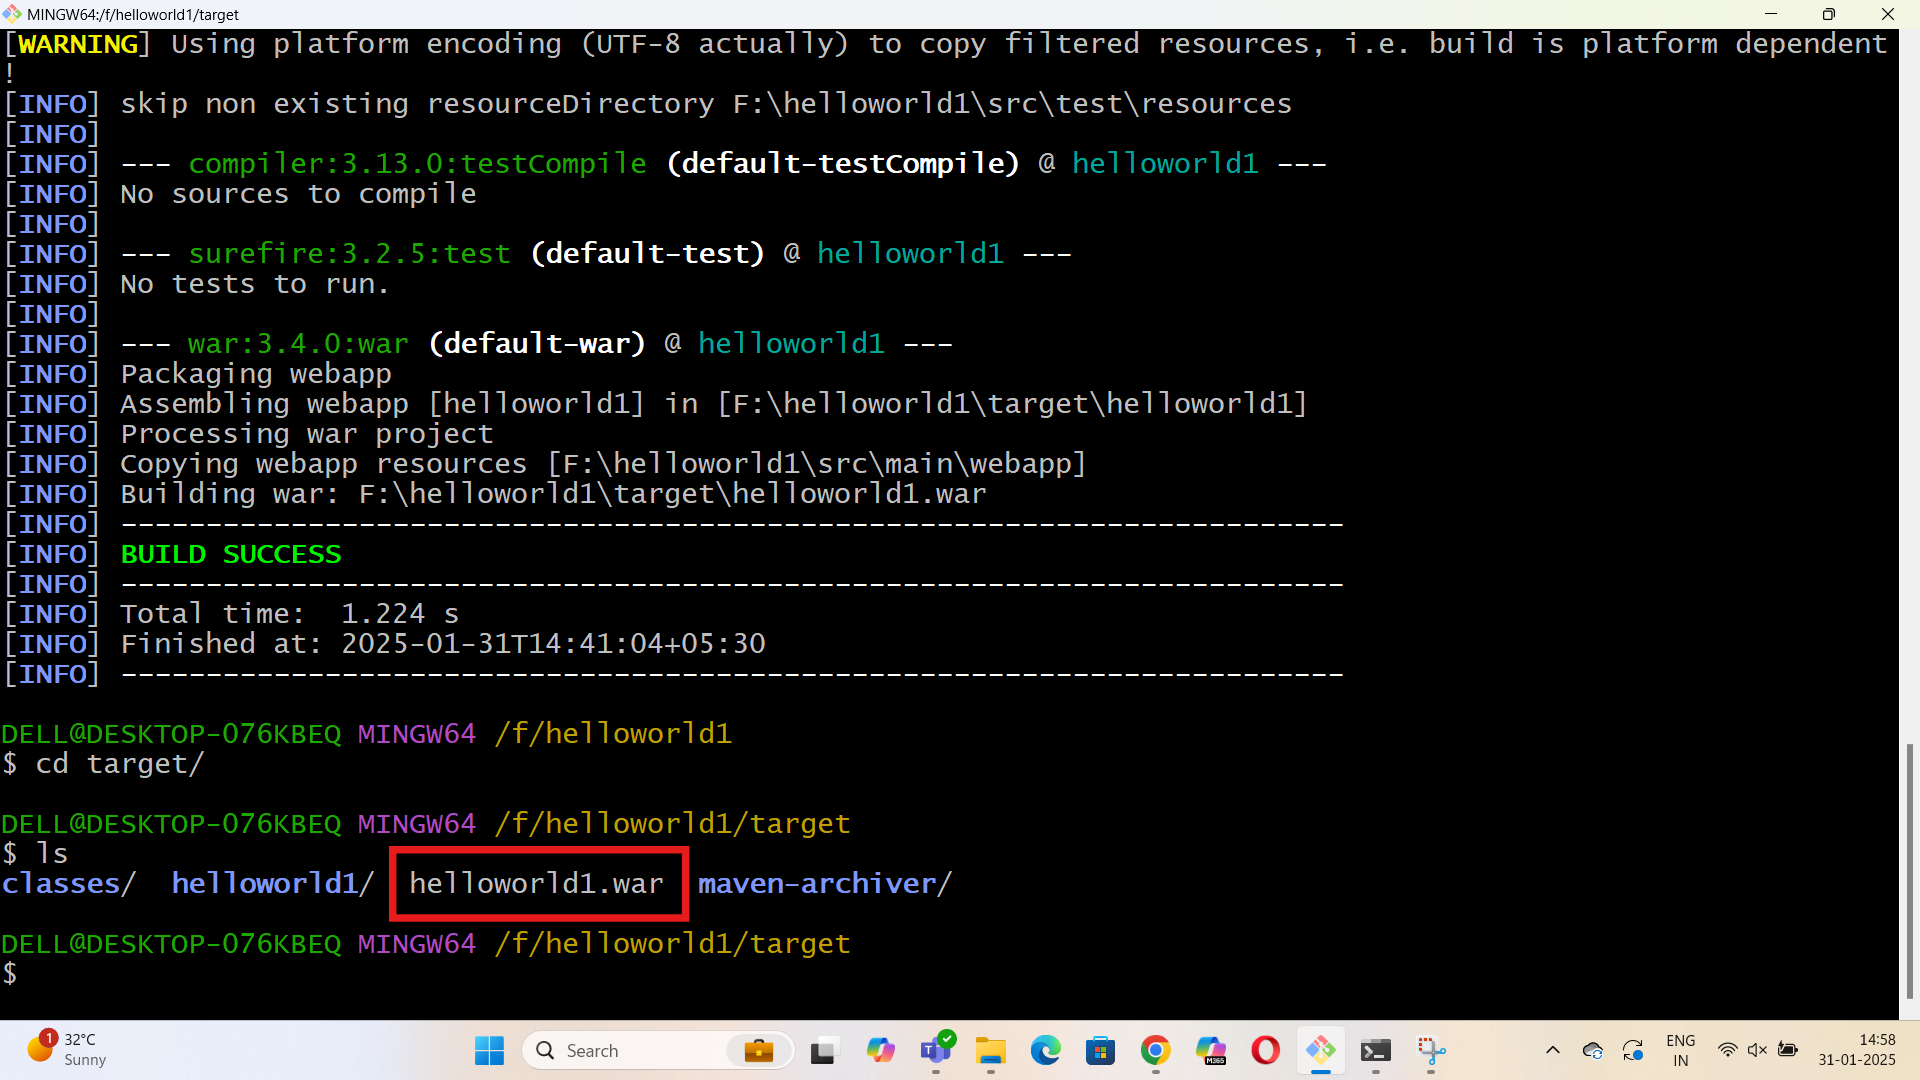 MINGW64:/f/helloworld1/target
[WARNING] Using platform encoding (UTF-8 actually) to copy filtered resources, i.e. build is platform dependent
!
[INFO] skip non existing resourceDirectory F:\helloworld1\src\test\resources
[INFO]
[INFO] --- compiler:3.13.0:testCompile (default-testCompile) @ helloworld1 ---
[INFO] No sources to compile
[INFO]
[INFO] --- surefire:3.2.5:test (default-test) @ helloworld1 ---
[INFO] No tests to run.
[INFO]
[INFO] --- war:3.4.0:war (default-war) @ helloworld1 ---
[INFO] Packaging webapp
[INFO] Assembling webapp [helloworld1] in [F:\helloworld1\target\helloworld1]
[INFO] Processing war project
[INFO] Copying webapp resources [F:\helloworld1\src\main\webapp]
[INFO] Building war: F:\helloworld1\target\helloworld1.war
[INFO] ------------------------------------------------------------------------
[INFO] BUILD SUCCESS
[INFO] ------------------------------------------------------------------------
[INFO] Total time:  1.224 s
[INFO] Finished at: 2025-01-31T14:41:04+05:30
[INFO] ------------------------------------------------------------------------
DELL@DESKTOP-076KBEQ MINGW64 /f/helloworld1
$ cd target/
DELL@DESKTOP-076KBEQ MINGW64 /f/helloworld1/target
$ ls
classes/  helloworld1/  helloworld1.war  maven-archiver/
DELL@DESKTOP-076KBEQ MINGW64 /f/helloworld1/target
$
1
32°C
Sunny
Search
T
M365
ENG
IN
14:58
31-01-2025